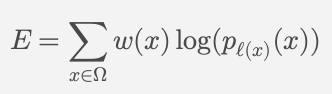 E = ∑_{x∈Ω} w(x) log(p_{ℓ(x)}(x))